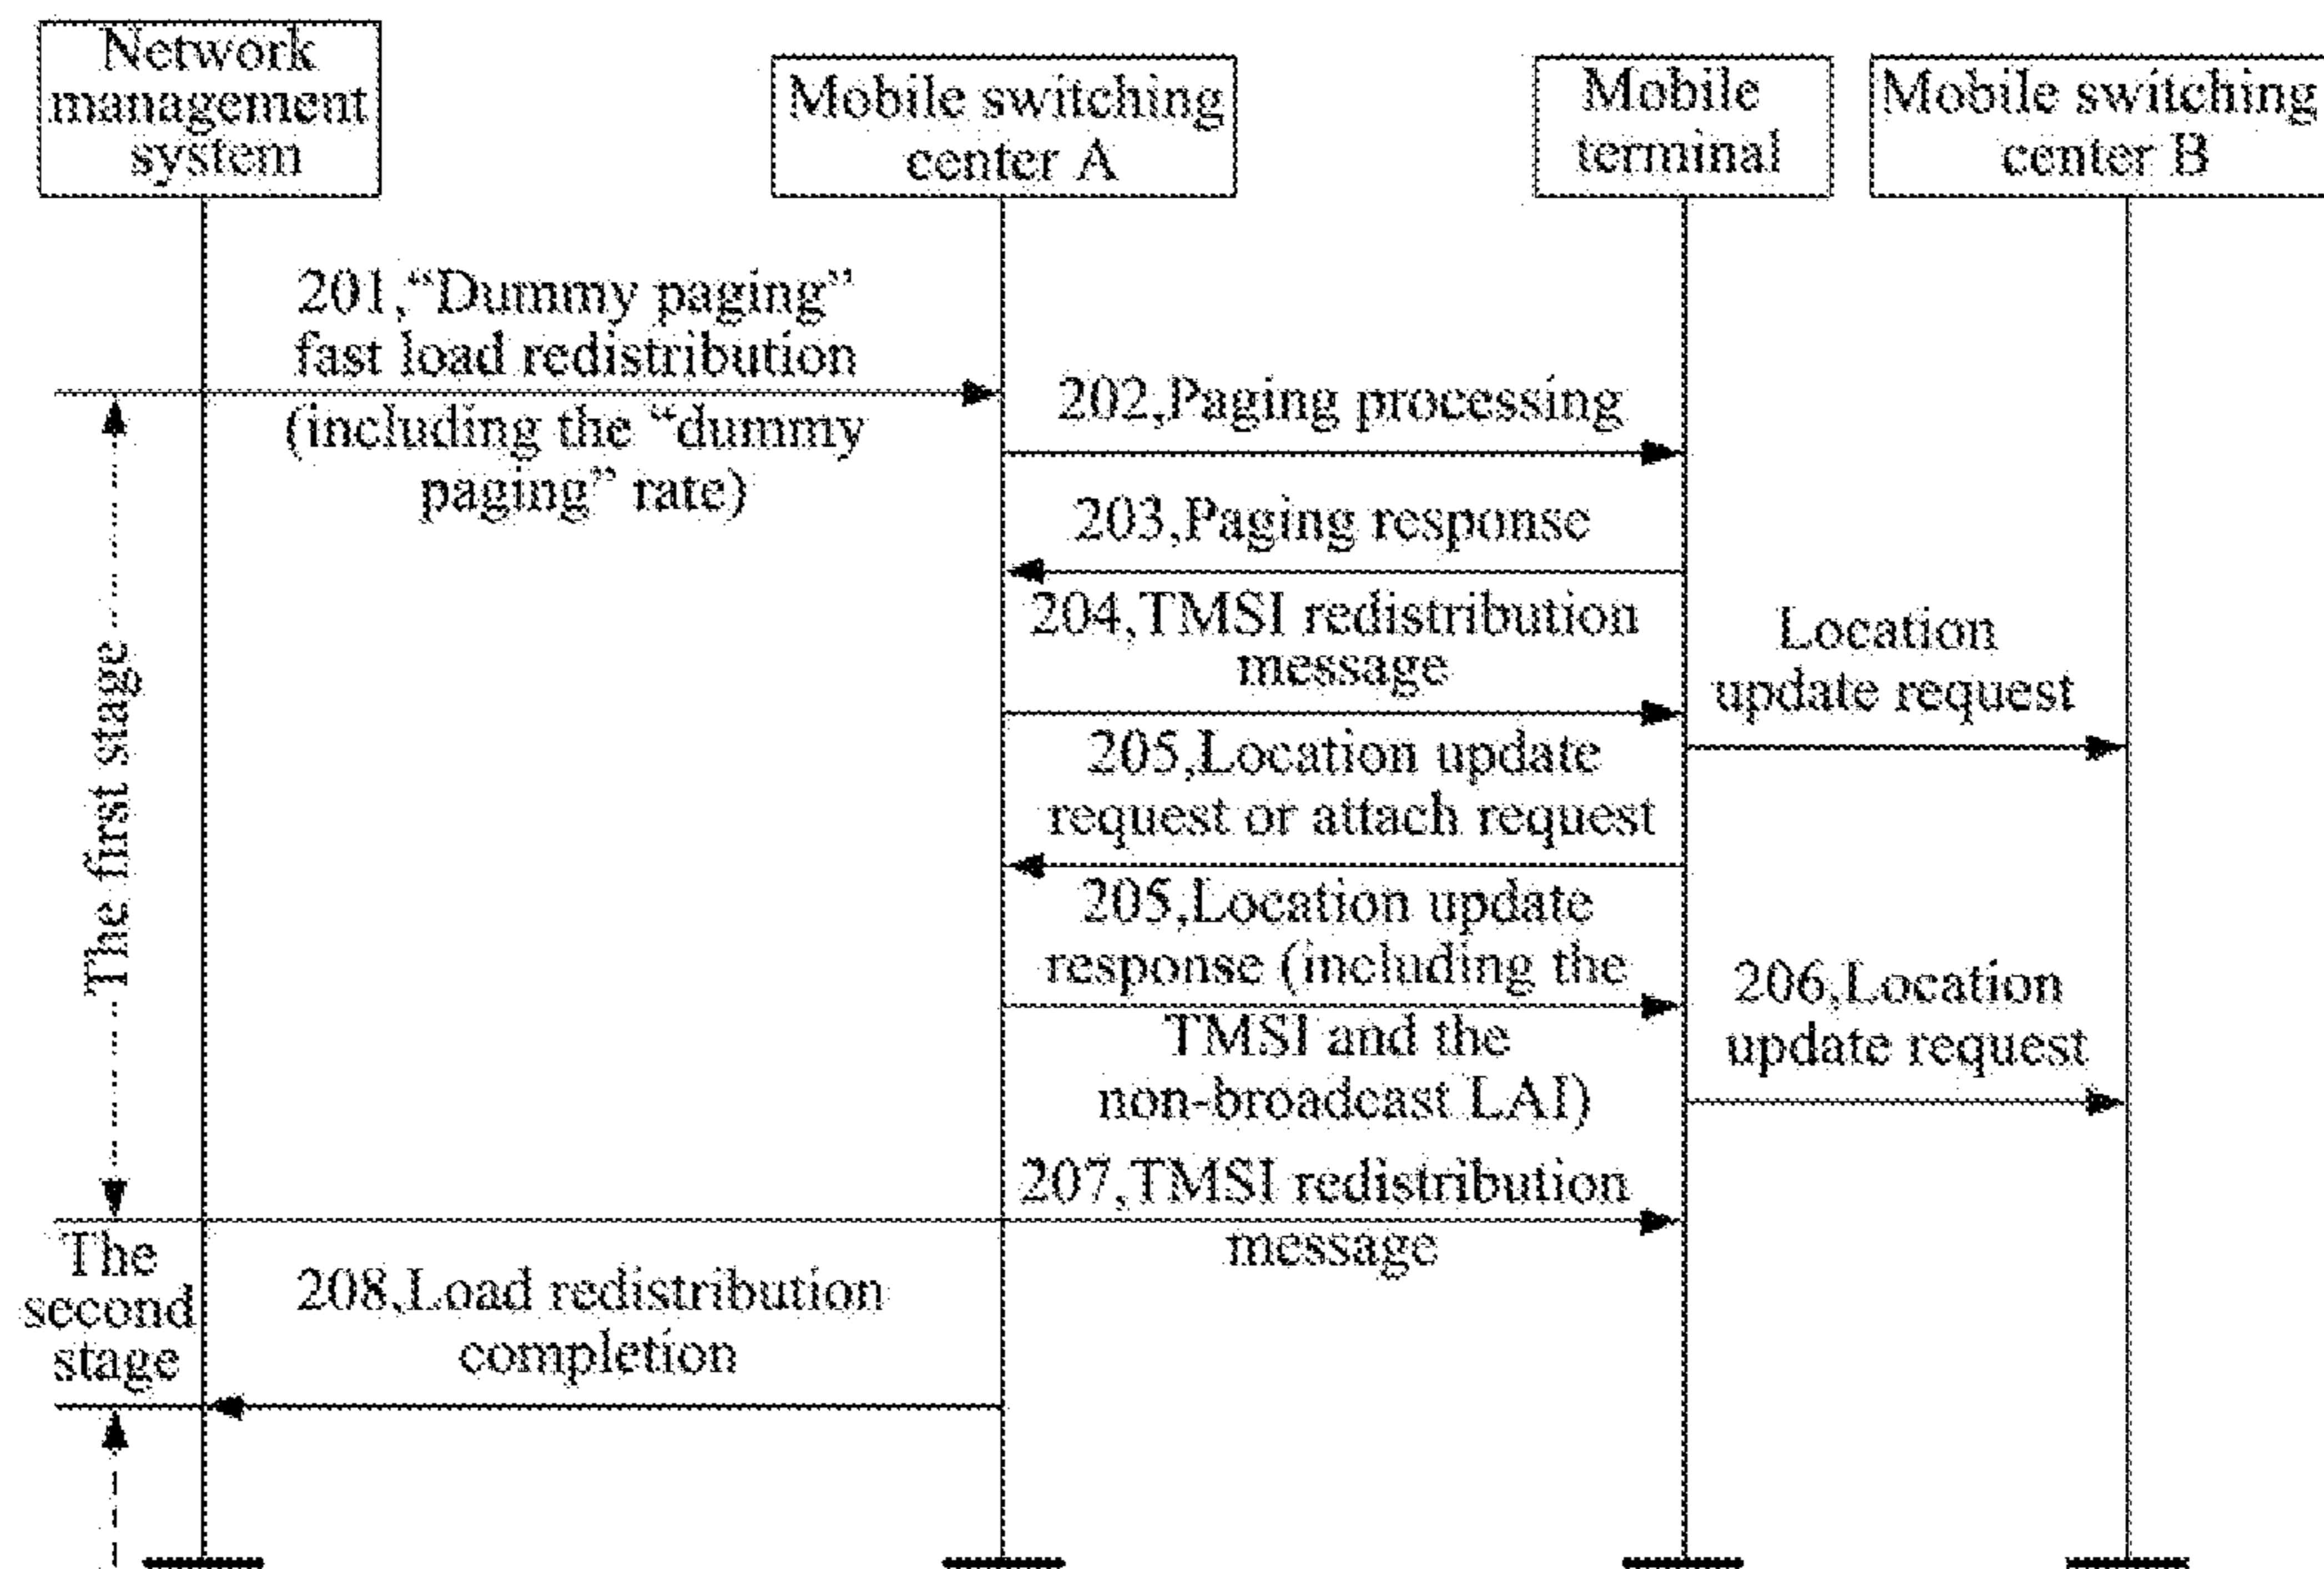 Network
management
system
Mobile switching
center A
Mobile
terminal
Mobile switching
center B
201,“Dummy paging”
fast load redistribution
(including the “dummy
paging” rate)
202,Paging processing
203,Paging response
204,TMSI redistribution
message
Location
update request
205,Location update
request or attach request
205,Location update
response (including the
TMSI and the
non-broadcast LAI)
206,Location
update request
The first stage
207,TMSI redistribution
message
The
second
stage
208,Load redistribution
completion